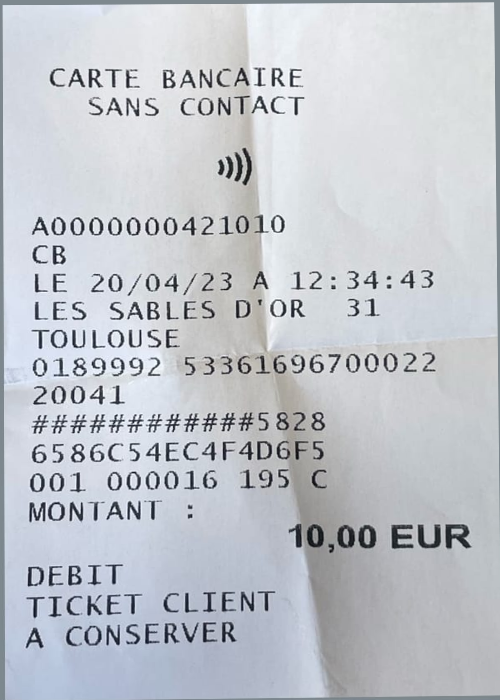 CARTE BANCAIRE
SANS CONTACT
A0000000421010
CB
LE 20/04/23 A 12:34:43
LES SABLES D'OR 31
TOULOUSE
0189992 53361696700022
20041
############5828
6586C54EC4F4D6F5
001 000016 195 C
MONTANT :
10,00 EUR
DEBIT
TICKET CLIENT
A CONSERVER